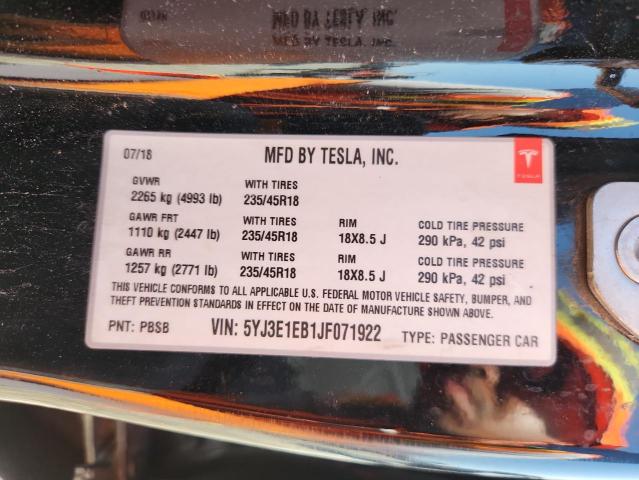 07/18 MFD BY TESLA, INC.
TESLA
GVWR WITH TIRES
2265 kg (4993 lb) 235/45R18
GAWR FRT WITH TIRES RIM COLD TIRE PRESSURE
1110 kg (2447 lb) 235/45R18 18X8.5 J 290 kPa, 42 psi
GAWR RR WITH TIRES RIM COLD TIRE PRESSURE
1257 kg (2771 lb) 235/45R18 18X8.5 J 290 kPa, 42 psi
THIS VEHICLE CONFORMS TO ALL APPLICABLE U.S. FEDERAL MOTOR VEHICLE SAFETY, BUMPER, AND
THEFT PREVENTION STANDARDS IN EFFECT ON THE DATE OF MANUFACTURE SHOWN ABOVE.
PNT: PBSB VIN: 5YJ3E1EB1JF071922 TYPE: PASSENGER CAR